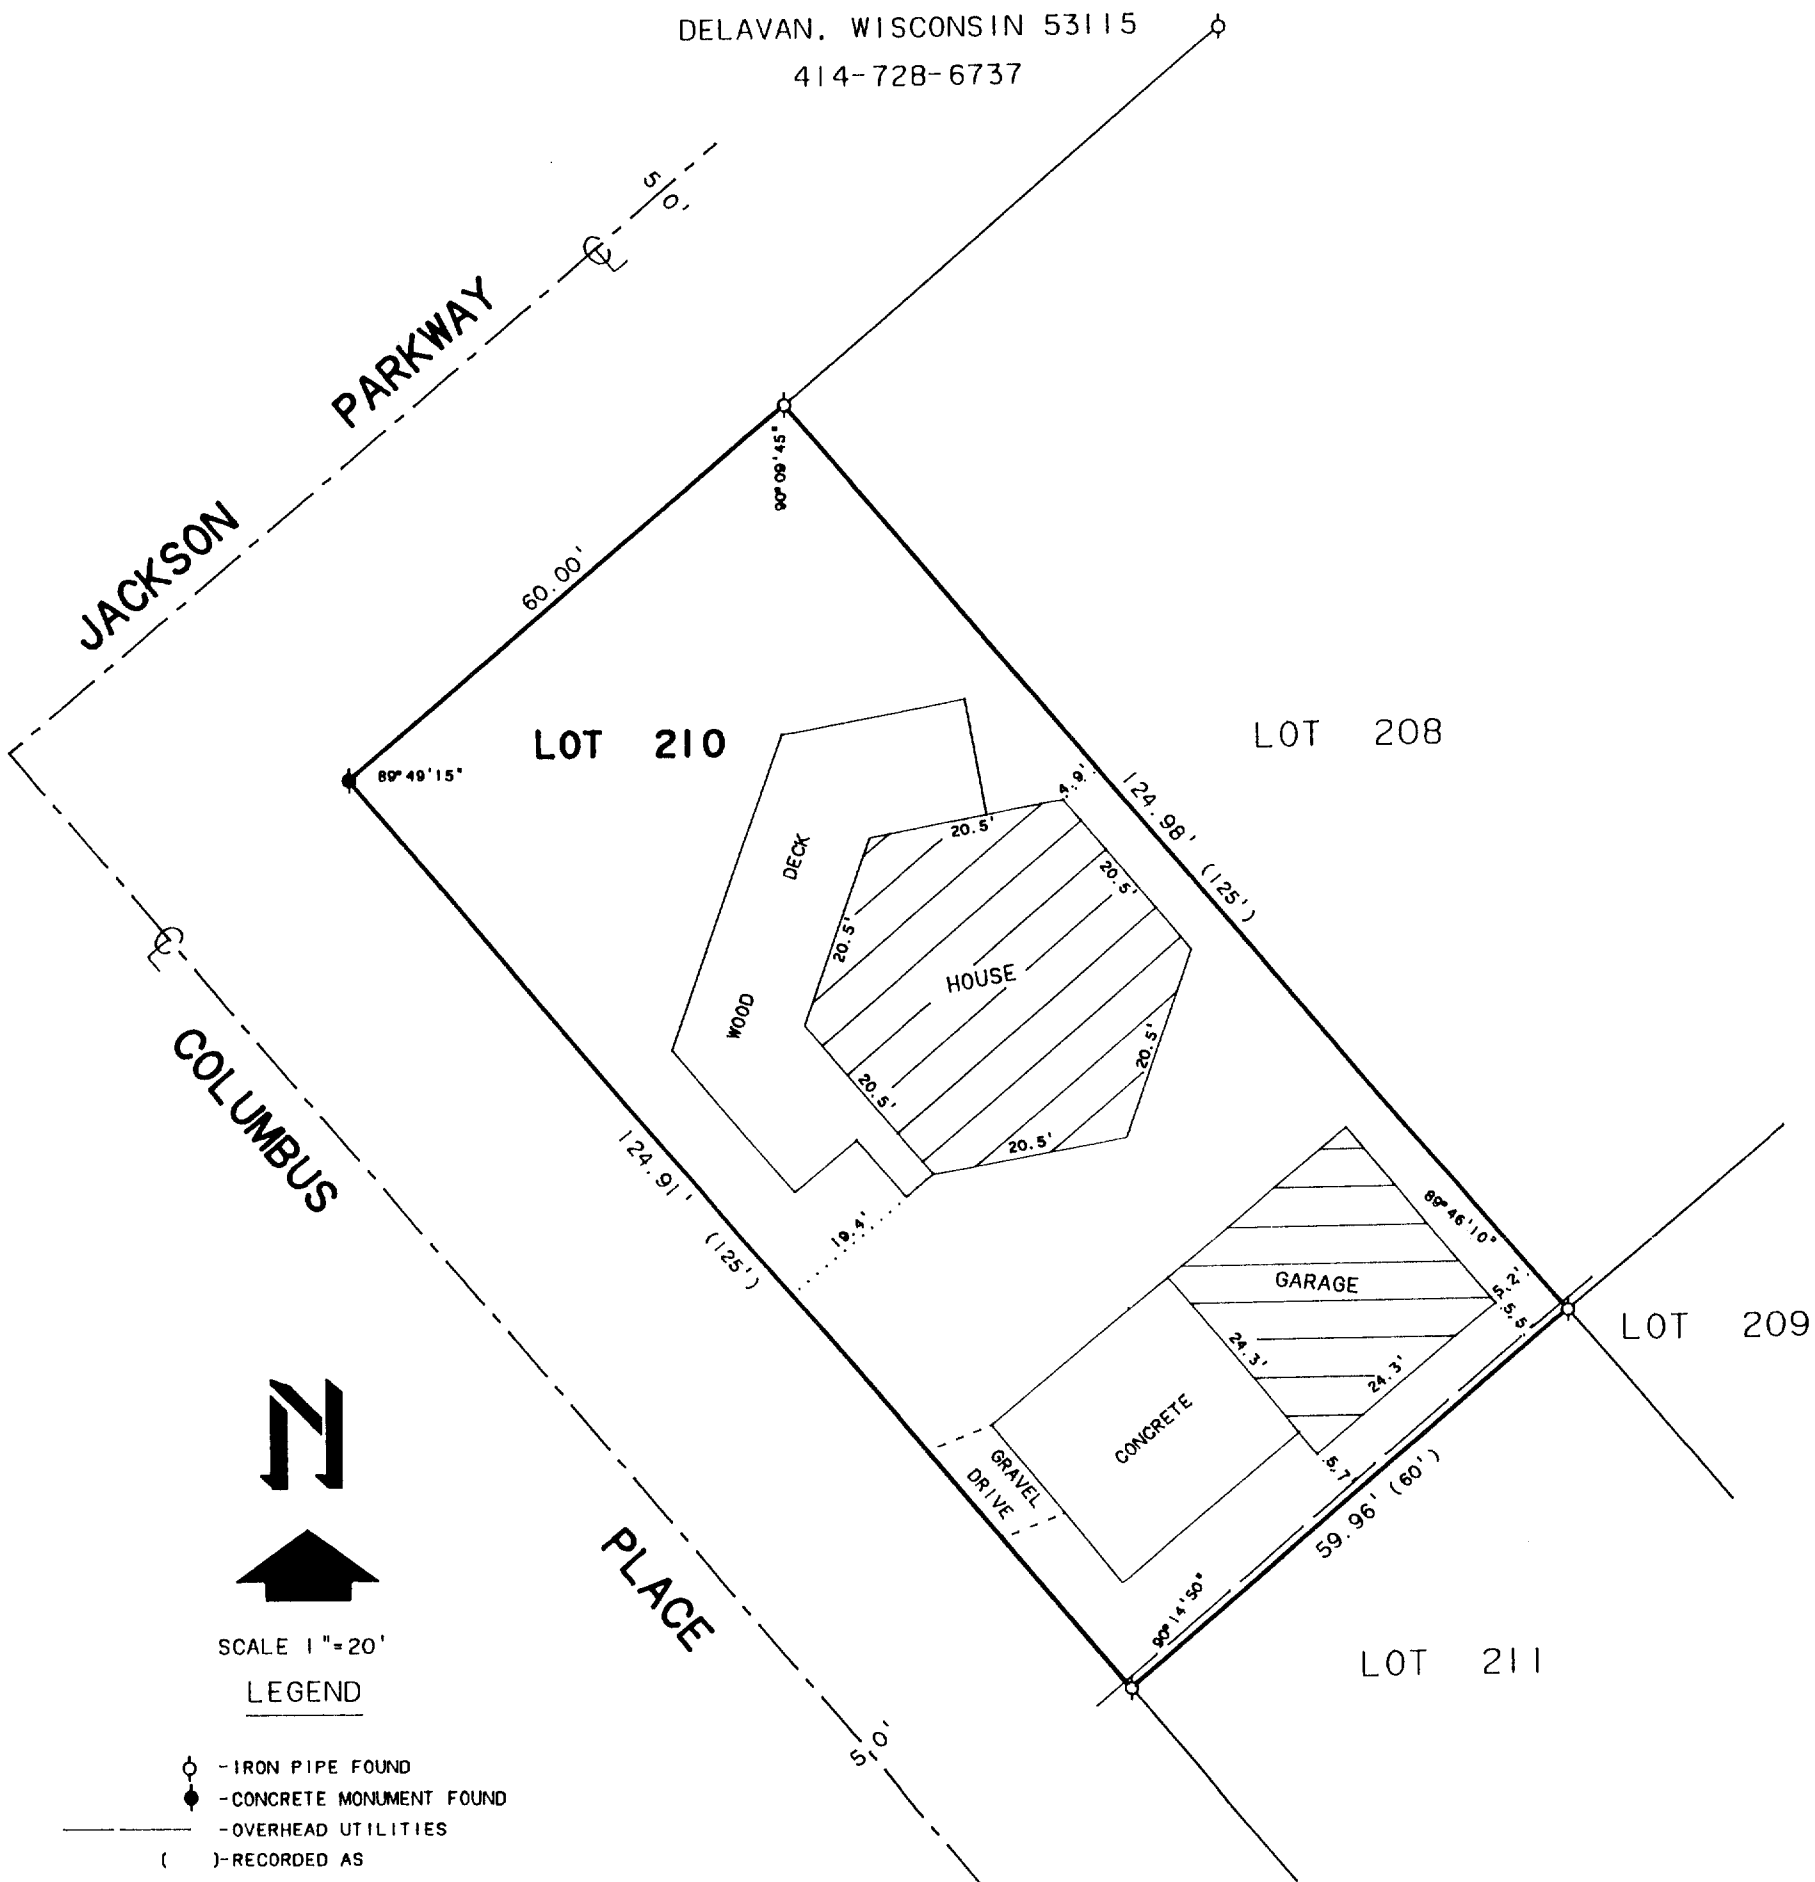 DELAVAN, WISCONSIN 53115
414-728-6737
50'
JACKSON PARKWAY
90°09'45"
60.00'
LOT 210
LOT 208
89°49'15"
4.9'
124.98' (125')
20.5'
20.5'
DECK
20.5'
HOUSE
WOOD
20.5'
20.5'
20.5'
COLUMBUS PLACE
124.91' (125')
19.4'
89°46'10"
GARAGE
5.2'
5.5'
LOT 209
24.3'
24.3'
CONCRETE
GRAVEL
DRIVE
5.7'
59.96' (60')
N
90°14'50"
LOT 211
SCALE 1"=20'
LEGEND
50'
-IRON PIPE FOUND
-CONCRETE MONUMENT FOUND
-OVERHEAD UTILITIES
( )-RECORDED AS